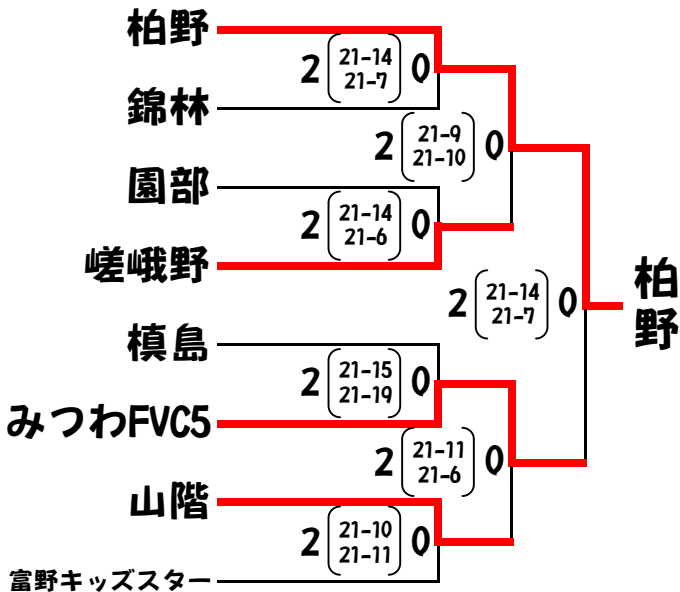 柏野
2 21-14 0
21-7
錦林
2 21-9 0
21-10
園部
2 21-14 0
21-6
嵯峨野
2 21-14 0
21-7
柏野
槙島
2 21-15 0
21-19
みつわFVC5
2 21-11 0
21-6
山階
2 21-10 0
21-11
富野キッズスター